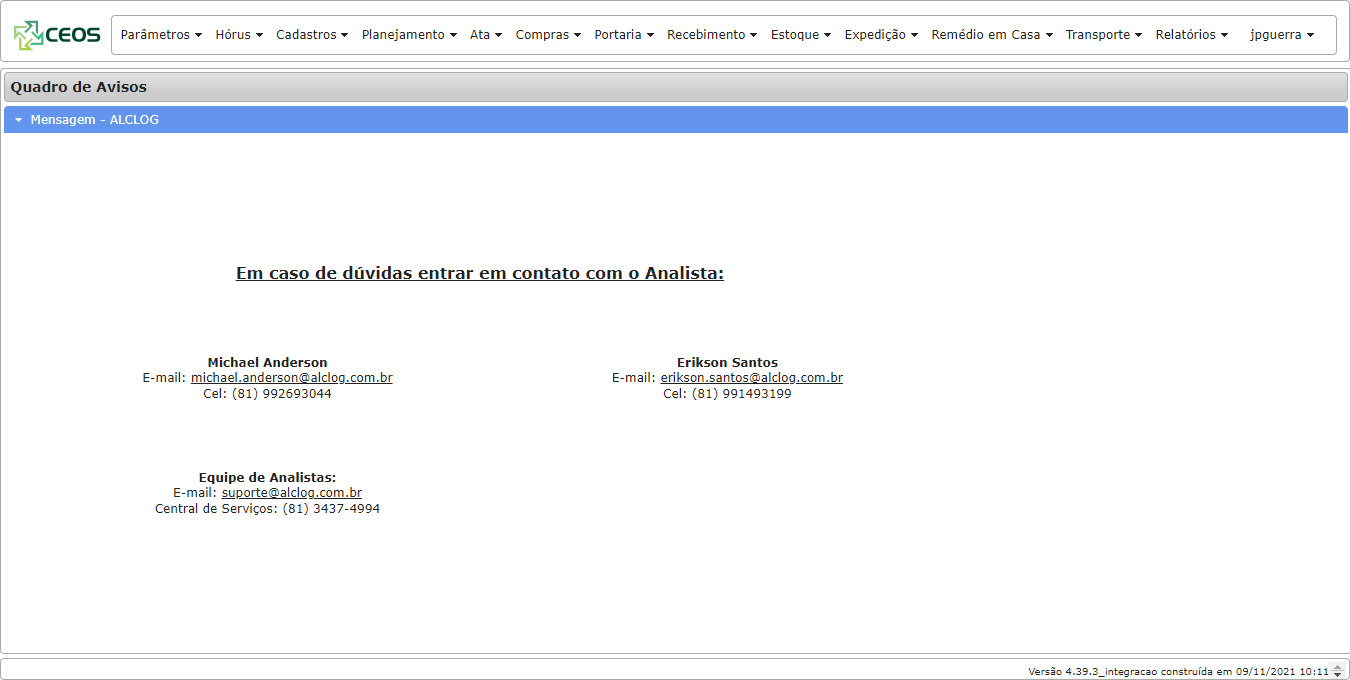 CEOS Parâmetros Hórus Cadastros Planejamento Ata Compras Portaria Recebimento Estoque Expedição Remédio em Casa Transporte Relatórios jpguerra
Quadro de Avisos
Mensagem - ALCLOG
Em caso de dúvidas entrar em contato com o Analista:
Michael Anderson
E-mail: michael.anderson@alclog.com.br
Cel: (81) 992693044
Erikson Santos
E-mail: erikson.santos@alclog.com.br
Cel: (81) 991493199
Equipe de Analistas:
E-mail: suporte@alclog.com.br
Central de Serviços: (81) 3437-4994
Versão 4.39.3_integracao construída em 09/11/2021 10:11